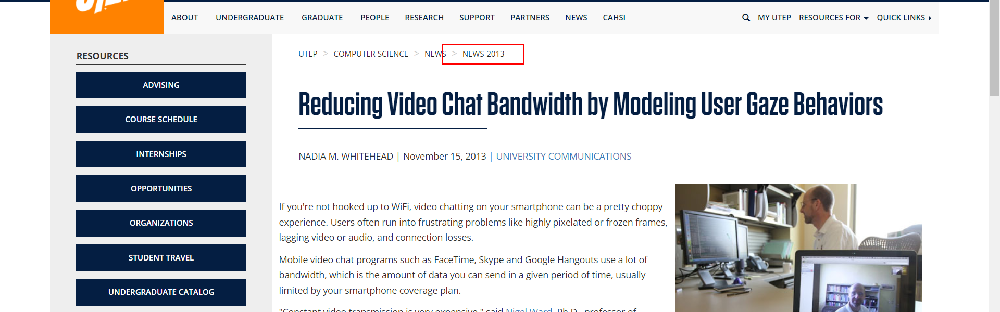 ABOUT UNDERGRADUATE GRADUATE PEOPLE RESEARCH SUPPORT PARTNERS NEWS CAHSI MY UTEP RESOURCES FOR QUICK LINKS
RESOURCES
ADVISING
COURSE SCHEDULE
INTERNSHIPS
OPPORTUNITIES
ORGANIZATIONS
STUDENT TRAVEL
UNDERGRADUATE CATALOG
UTEP > COMPUTER SCIENCE > NEWS > NEWS-2013
Reducing Video Chat Bandwidth by Modeling User Gaze Behaviors
NADIA M. WHITEHEAD | November 15, 2013 | UNIVERSITY COMMUNICATIONS
If you're not hooked up to WiFi, video chatting on your smartphone can be a pretty choppy
experience. Users often run into frustrating problems like highly pixelated or frozen frames,
lagging video or audio, and connection losses.
Mobile video chat programs such as FaceTime, Skype and Google Hangouts use a lot of
bandwidth, which is the amount of data you can send in a given period of time, usually
limited by your smartphone coverage plan.
"Constant video transmission is very expensive," said Nigel Ward, Ph.D., professor of